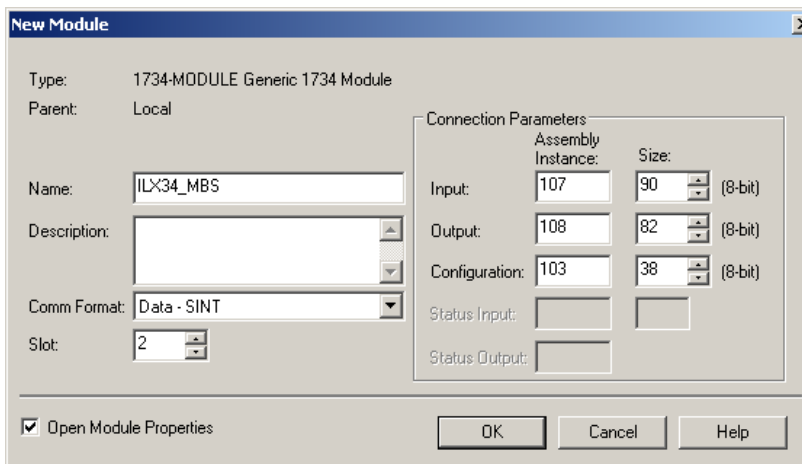 New Module
Type: 1734-MODULE Generic 1734 Module
Parent: Local
Connection Parameters
Assembly Instance: Size:
Name: ILX34_MBS
Input: 107 90 (8-bit)
Description:
Output: 108 82 (8-bit)
Configuration: 103 38 (8-bit)
Comm Format: Data - SINT
Status Input:
Slot: 2
Status Output:
Open Module Properties
OK Cancel Help